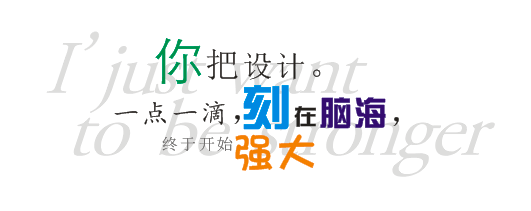 I' just want
to be stronger
你把设计。
一点一滴，刻在脑海，
终于开始强大